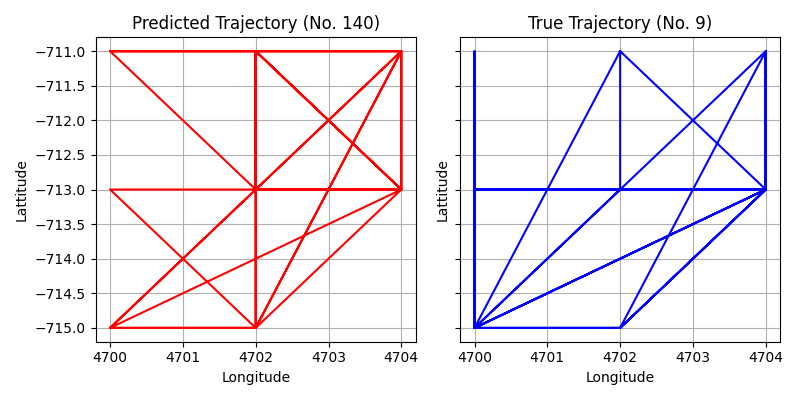 Predicted Trajectory (No. 140)
True Trajectory (No. 9)
Lattitude
−711.0
−711.5
−712.0
−712.5
−713.0
−713.5
−714.0
−714.5
−715.0
4700 4701 4702 4703 4704
Longitude
Lattitude
4700 4701 4702 4703 4704
Longitude